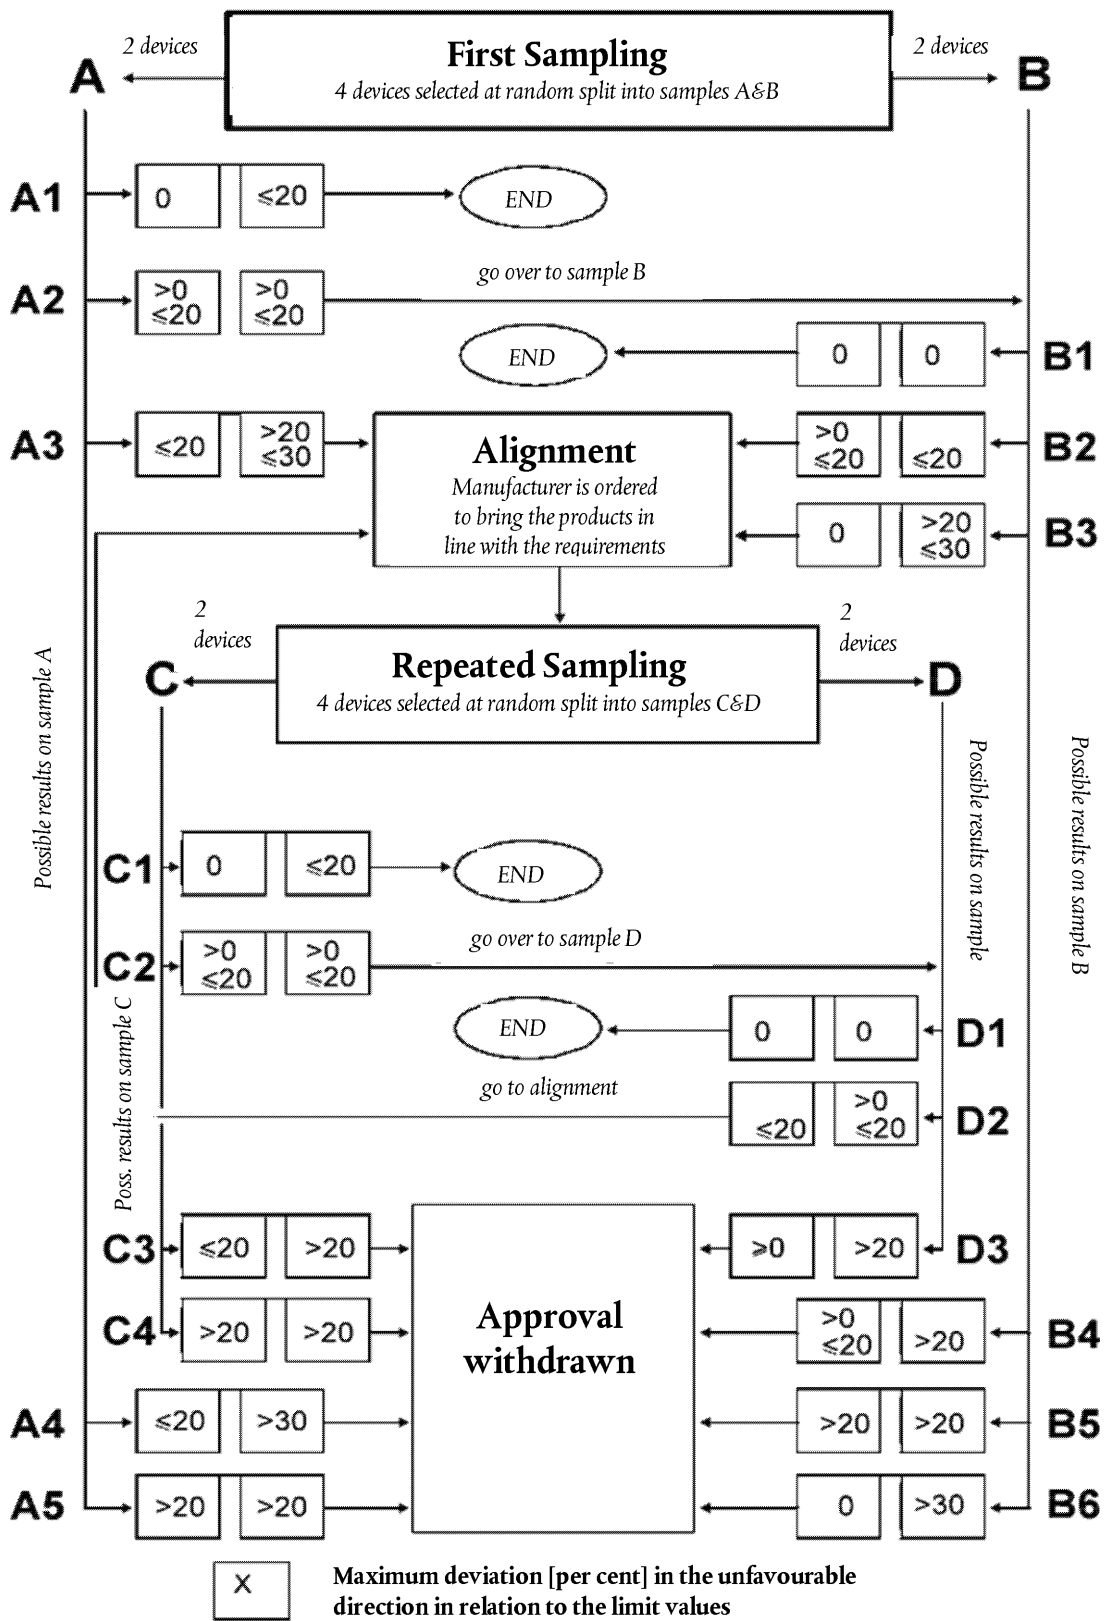 2 devices
First Sampling
4 devices selected at random split into samples A&B
2 devices
A
B
A1
0
≤20
END
A2
>0
≤20
>0
≤20
go over to sample B
END
0
0
B1
A3
≤20
>20
≤30
Alignment
Manufacturer is ordered
to bring the products in
line with the requirements
>0
≤20
≤20
B2
0
>20
≤30
B3
2
devices
2
devices
C
Repeated Sampling
4 devices selected at random split into samples C&D
D
Possible results on sample A
Possible results on sample
Possible results on sample B
C1
0
≤20
END
C2
>0
≤20
>0
≤20
go over to sample D
END
0
0
D1
Poss. results on sample C
go to alignment
≤20
>0
≤20
D2
C3
≤20
>20
Approval
withdrawn
≥0
>20
D3
C4
>20
>20
>0
≤20
>20
B4
A4
≤20
>30
>20
>20
B5
A5
>20
>20
0
>30
B6
X
Maximum deviation [per cent] in the unfavourable
direction in relation to the limit values